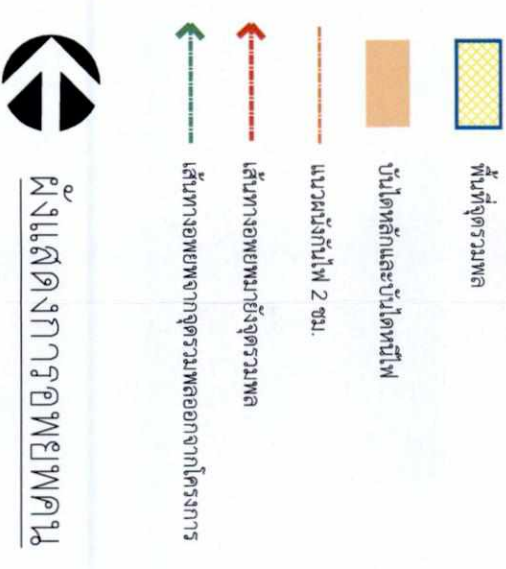 พื้นที่จุดรวมพล
บันไดหลักและบันไดหนีไฟ
แนวผนังกันไฟ 2 ชม.
เส้นทางอพยพมายังจุดรวมพล
เส้นทางอพยพจากจุดรวมพลออกจากโครงการ
ผังแสดงการอพยพคน